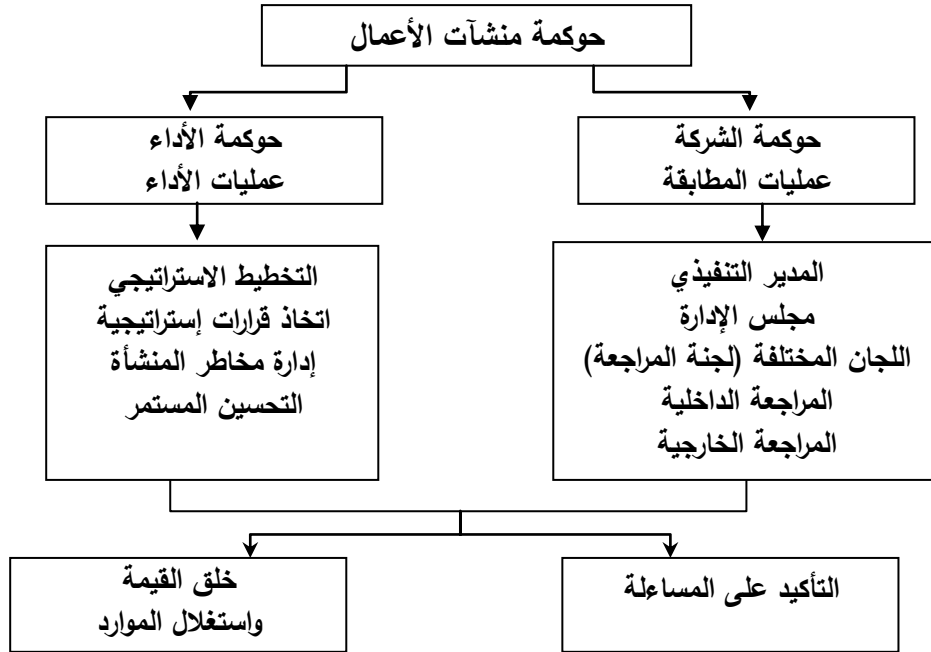 حوكمة منشآت الأعمال
حوكمة الشركة
عمليات المطابقة
حوكمة الأداء
عمليات الأداء
المدير التنفيذي
مجلس الإدارة
اللجان المختلفة (لجنة المراجعة)
المراجعة الداخلية
المراجعة الخارجية
التخطيط الاستراتيجي
اتخاذ قرارات إستراتيجية
إدارة مخاطر المنشأة
التحسين المستمر
التأكيد على المساءلة
خلق القيمة
واستغلال الموارد